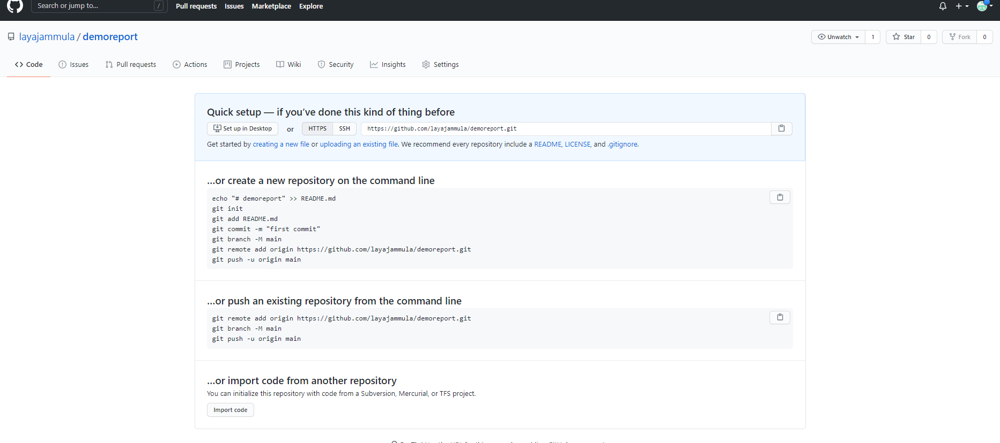 Search or jump to... /
Pull requests Issues Marketplace Explore
layajammula / demoreport
Unwatch 1 Star 0 Fork 0
Code Issues Pull requests Actions Projects Wiki Security Insights Settings
Quick setup — if you’ve done this kind of thing before
Set up in Desktop or HTTPS SSH https://github.com/layajammula/demoreport.git
Get started by creating a new file or uploading an existing file. We recommend every repository include a README, LICENSE, and .gitignore.
…or create a new repository on the command line
echo "# demoreport" >> README.md
git init
git add README.md
git commit -m "first commit"
git branch -M main
git remote add origin https://github.com/layajammula/demoreport.git
git push -u origin main
…or push an existing repository from the command line
git remote add origin https://github.com/layajammula/demoreport.git
git branch -M main
git push -u origin main
…or import code from another repository
You can initialize this repository with code from a Subversion, Mercurial, or TFS project.
Import code